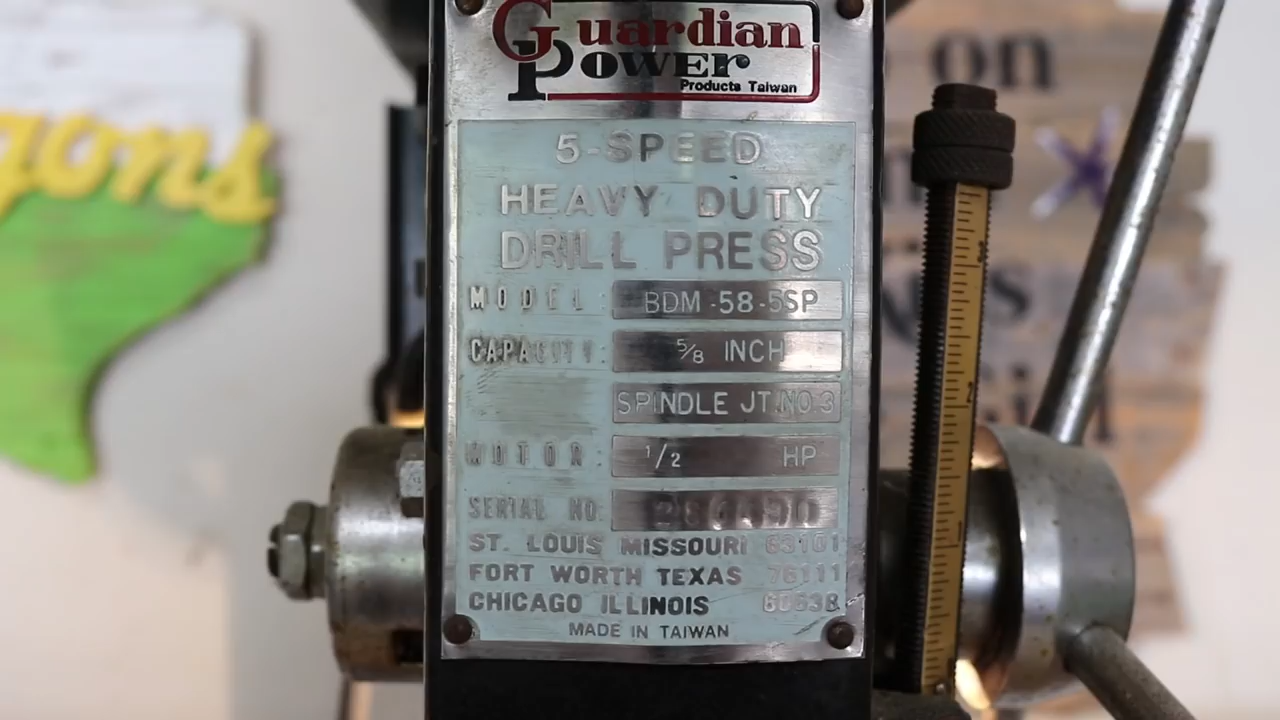 Guardian
Power
Products Taiwan
5-SPEED
HEAVY DUTY
DRILL PRESS
MODEL: BDM-58-5SP
CAPACITY: 5/8 INCH
SPINDLE JT.NO.3
MOTOR: 1/2 HP
SERIAL NO:
ST. LOUIS MISSOURI 63101
FORT WORTH TEXAS 76111
CHICAGO ILLINOIS 60638
MADE IN TAIWAN
gons
on